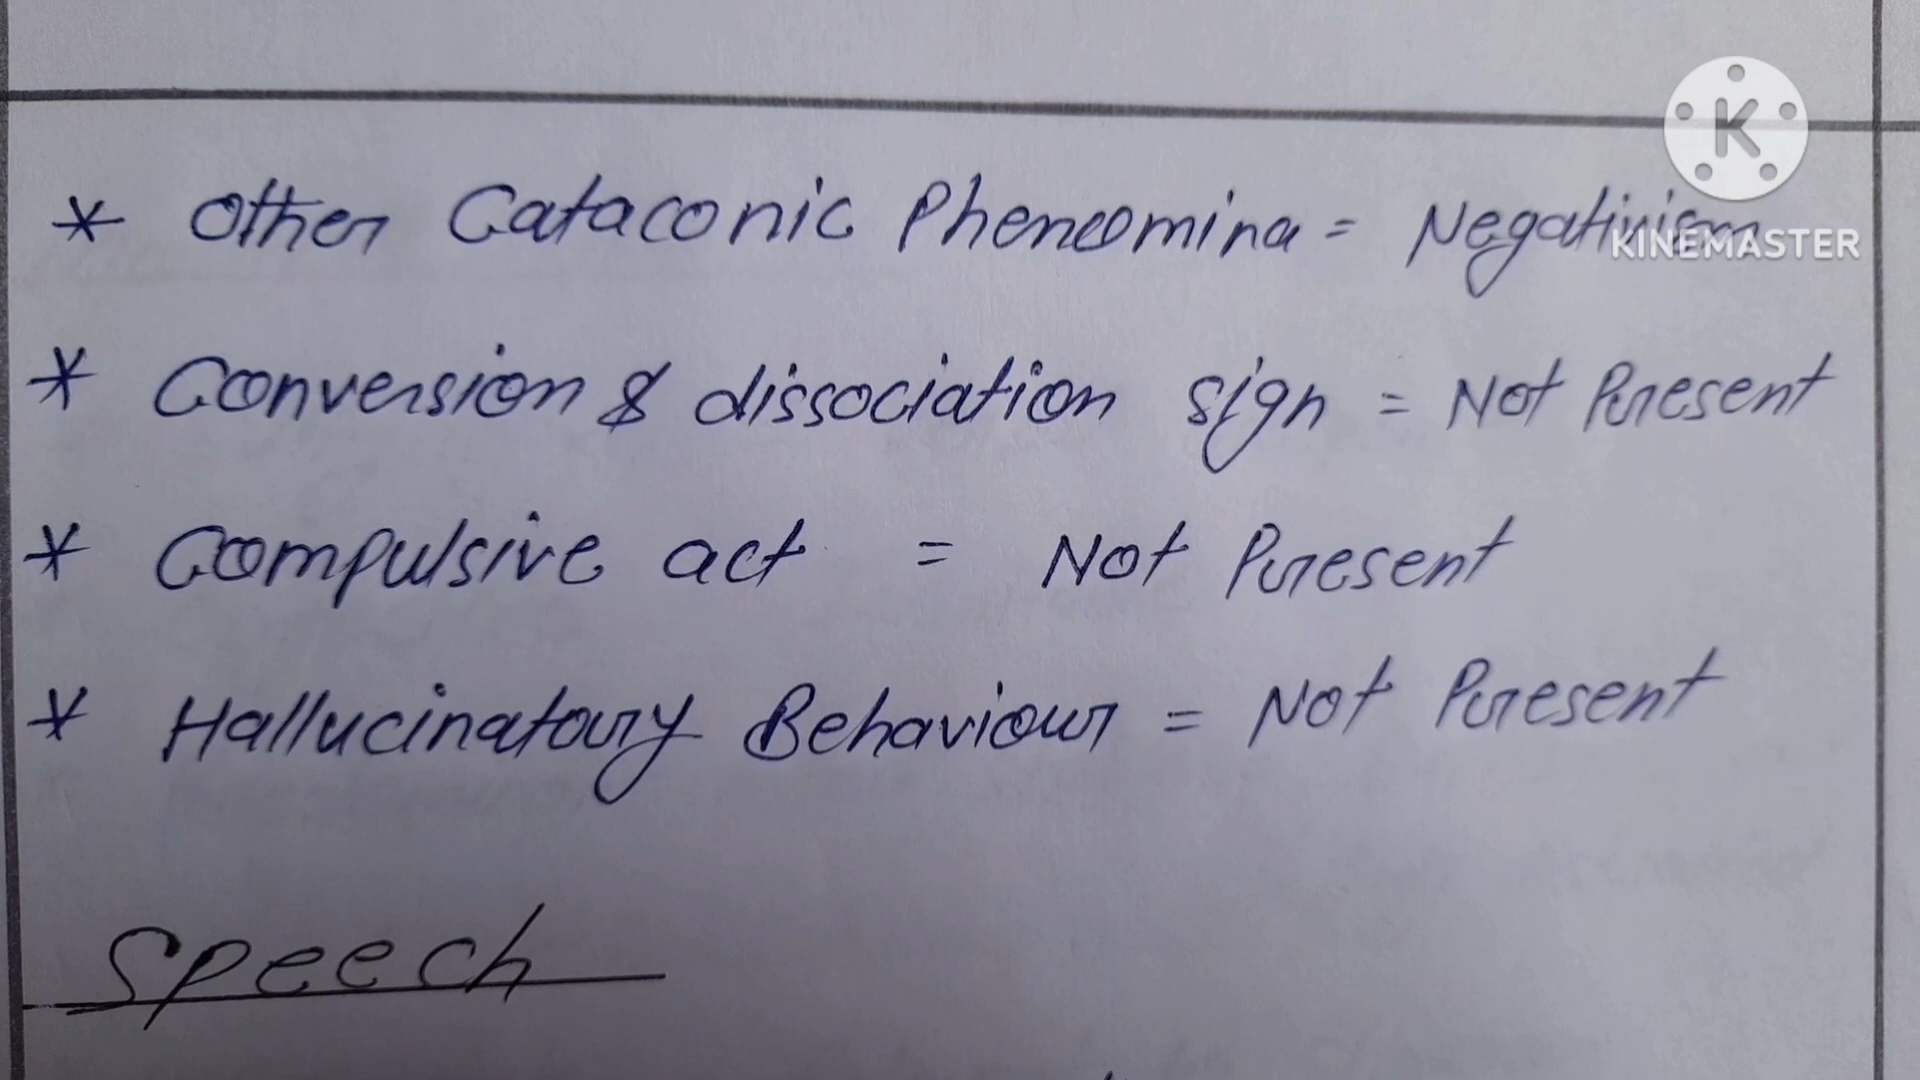 * Other Cataconic Pheneomina = Negativism
K
KINEMASTER
* Conversion & dissociation sign = Not Present
* Compulsive act = Not Present
* Hallucinatory Behaviour = Not Present
Speech